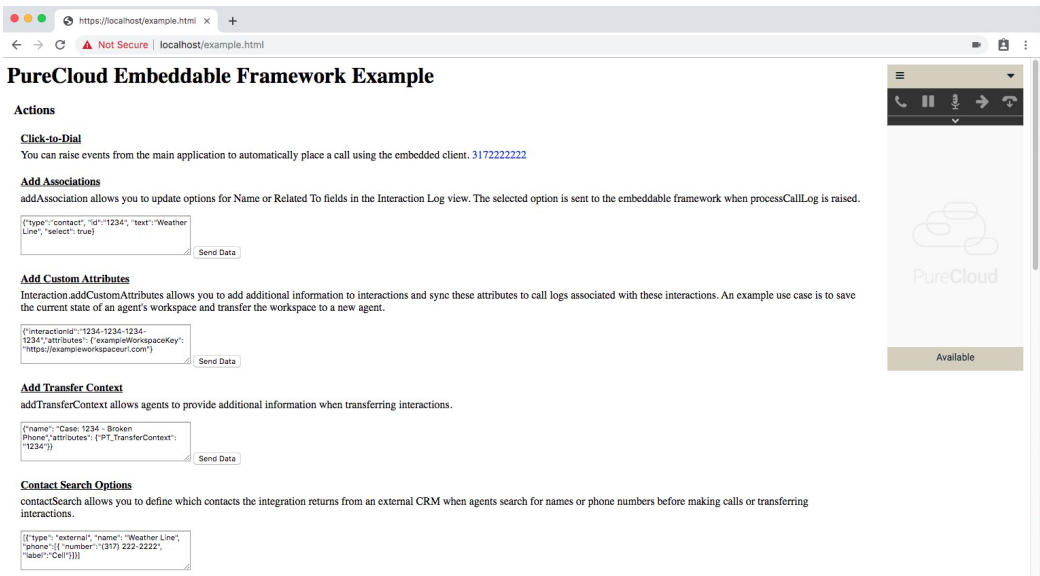 https://localhost/example.html
Not Secure | localhost/example.html
PureCloud Embeddable Framework Example
Actions
Click-to-Dial
You can raise events from the main application to automatically place a call using the embedded client. 3172222222
Add Associations
addAssociation allows you to update options for Name or Related To fields in the Interaction Log view. The selected option is sent to the embeddable framework when processCallLog is raised.
{"type":"contact", "id":"1234", "text":"Weather
Line", "select": true}
Send Data
Add Custom Attributes
Interaction.addCustomAttributes allows you to add additional information to interactions and sync these attributes to call logs associated with these interactions. An example use case is to save
the current state of an agent's workspace and transfer the workspace to a new agent.
{"interactionId":"1234-1234-1234-
1234","attributes": {"exampleWorkspaceKey":
"https://exampleworkspaceurl.com"}
Send Data
Add Transfer Context
addTransferContext allows agents to provide additional information when transferring interactions.
{"name": "Case: 1234 - Broken
Phone","attributes": {"PT_TransferContext":
"1234"}}
Send Data
Contact Search Options
contactSearch allows you to define which contacts the integration returns from an external CRM when agents search for names or phone numbers before making calls or transferring
interactions.
[{"type": "external", "name": "Weather Line",
"phone":[{ "number":"(317) 222-2222",
"label":"Cell"}]}]
PureCloud
Available